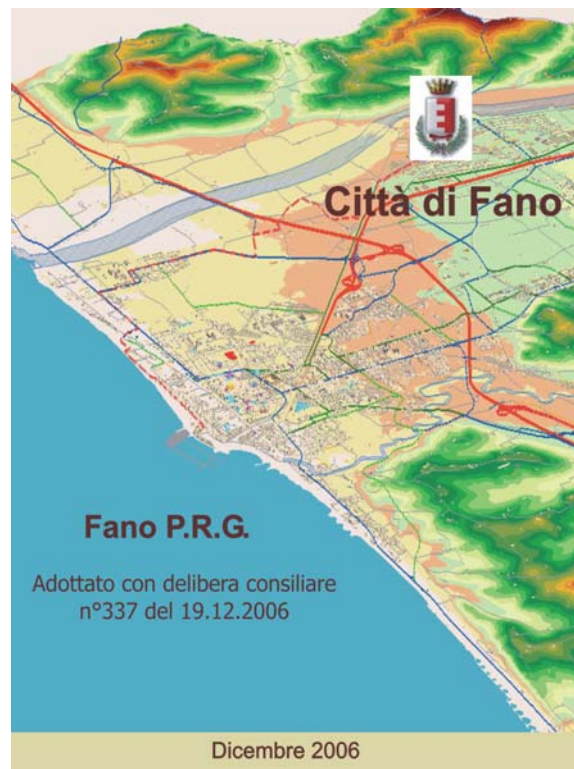 Città di Fano
Fano P.R.G.
Adottato con delibera consiliare
n°337 del 19.12.2006
Dicembre 2006